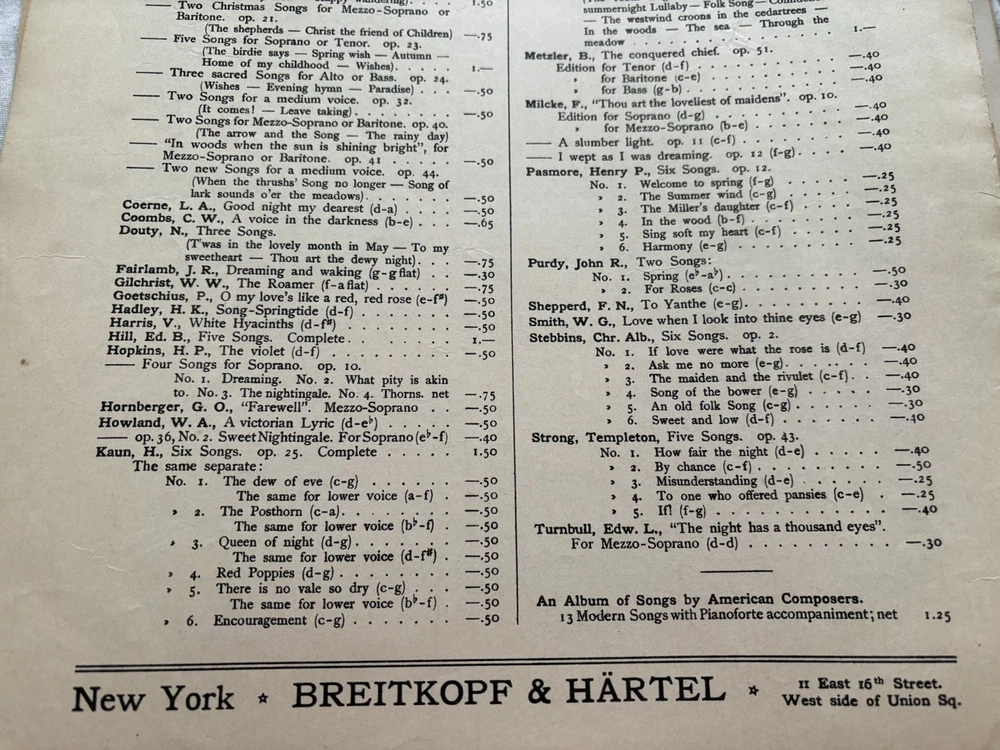 1.50
— Two Christmas Songs for Mezzo-Soprano or
Baritone. op. 21.
(The shepherds — Christ the friend of Children) —.75
— Five Songs for Soprano or Tenor. op. 23.
(The birdie says — Spring wish — Autumn —
Home of my childhood — Wishes). . . . . 1.—
— Three sacred Songs for Alto or Bass. op. 24.
(Wishes — Evening hymn — Paradise) . . . . —.50
— Two Songs for a medium voice. op. 32.
(It comes! — Leave taking). . . . . . . . —.50
— Two Songs for Mezzo-Soprano or Baritone. op. 40.
(The arrow and the Song — The rainy day)
— "In woods when the sun is shining bright", for
Mezzo-Soprano or Baritone. op. 41 . . . . —.50
— Two new Songs for a medium voice. op. 44.
(When the thrushs' Song no longer — Song of
lark sounds o'er the meadows). . . . . . . —.50
Coerne, L. A., Good night my dearest (d-a) . . . . —.50
Coombs, C. W., A voice in the darkness (b-e) . . . —.65
Douty, N., Three Songs.
(T'was in the lovely month in May — To my
sweetheart — Thou art the dewy night). . . . —.75
Fairlamb, J. R., Dreaming and waking (g-g flat) . . . —.30
Gilchrist, W. W., The Roamer (f-a flat) . . . . . —.75
Goetschius, P., O my love's like a red, red rose (e-f♯) —.50
Hadley, H. K., Song-Springtide (d-f) . . . . . . —.50
Harris, V., White Hyacinths (d-f♯) . . . . . . —.50
Hill, Ed. B., Five Songs. Complete . . . . . . . 1.—
Hopkins, H. P., The violet (d-f) . . . . . . . . —.50
— Four Songs for Soprano. op. 10.
No. 1. Dreaming. No. 2. What pity is akin
to. No. 3. The nightingale. No. 4. Thorns. net —.75
Hornberger, G. O., "Farewell". Mezzo-Soprano . . . —.50
Howland, W. A., A victorian Lyric (d-e♭) . . . . —.50
— op. 36, No. 2. Sweet Nightingale. For Soprano (e♭-f) —.40
Kaun, H., Six Songs. op. 25. Complete . . . . . 1.50
The same separate:
No. 1. The dew of eve (c-g) . . . . . . —.50
The same for lower voice (a-f) . . —.50
» 2. The Posthorn (c-a). . . . . . . —.50
The same for lower voice (b♭-f) . —.50
» 3. Queen of night (d-g). . . . . . . —.50
The same for lower voice (d-f♯) . —.50
» 4. Red Poppies (d-g) . . . . . . . . —.50
» 5. There is no vale so dry (c-g) . . . —.50
The same for lower voice (b♭-f) . —.50
» 6. Encouragement (c-g) . . . . . . . —.50
summernight Lullaby — Folk Song —
— The westwind croons in the cedartrees —
In the woods — The sea — Through the
meadow . . . . . . . . . . . . 1.—
Metzler, B., The conquered chief. op. 51.
Edition for Tenor (d-f) . . . . . . . . —.40
» for Baritone (c-e) . . . . . . . —.40
» for Bass (g-b) . . . . . . . . —.40
Milcke, F., "Thou art the loveliest of maidens". op. 10.
Edition for Soprano (d-g) . . . . . . . —.40
» for Mezzo-Soprano (b-e) . . . . . —.40
— A slumber light. op. 11 (c-f) . . . . . . —.40
— I wept as I was dreaming. op. 12 (f-g). . . . —.40
Pasmore, Henry P., Six Songs. op. 12.
No. 1. Welcome to spring (f-g) . . . . . —.25
» 2. The Summer wind (c-g) . . . . . —.25
» 3. The Miller's daughter (c-f) . . . . —.25
» 4. In the wood (b-f) . . . . . . . —.25
» 5. Sing soft my heart (c-f) . . . . . —.25
» 6. Harmony (e-g) . . . . . . . . —.25
Purdy, John R., Two Songs:
No. 1. Spring (e♭-a♭). . . . . . . . . —.50
» 2. For Roses (c-c) . . . . . . . . —.30
Shepperd, F. N., To Yanthe (e-g). . . . . . . . —.40
Smith, W. G., Love when I look into thine eyes (e-g) —.30
Stebbins, Chr. Alb., Six Songs. op. 2.
No. 1. If love were what the rose is (d-f) —.40
» 2. Ask me no more (e-g). . . . . . —.40
» 3. The maiden and the rivulet (c-f). . —.40
» 4. Song of the bower (e-g) . . . . . —.30
» 5. An old folk Song (c-g) . . . . . —.30
» 6. Sweet and low (d-f) . . . . . . —.40
Strong, Templeton, Five Songs. op. 43.
No. 1. How fair the night (d-e) . . . . . —.40
» 2. By chance (c-f) . . . . . . . . —.50
» 3. Misunderstanding (d-e) . . . . . —.25
» 4. To one who offered pansies (c-e) . —.25
» 5. If! (f-g) . . . . . . . . . . . —.40
Turnbull, Edw. L., "The night has a thousand eyes".
For Mezzo-Soprano (d-d) . . . . . . . . —.30
An Album of Songs by American Composers.
13 Modern Songs with Pianoforte accompaniment; net 1.25
New York ☆ BREITKOPF & HÄRTEL ☆ 11 East 16th Street.
West side of Union Sq.